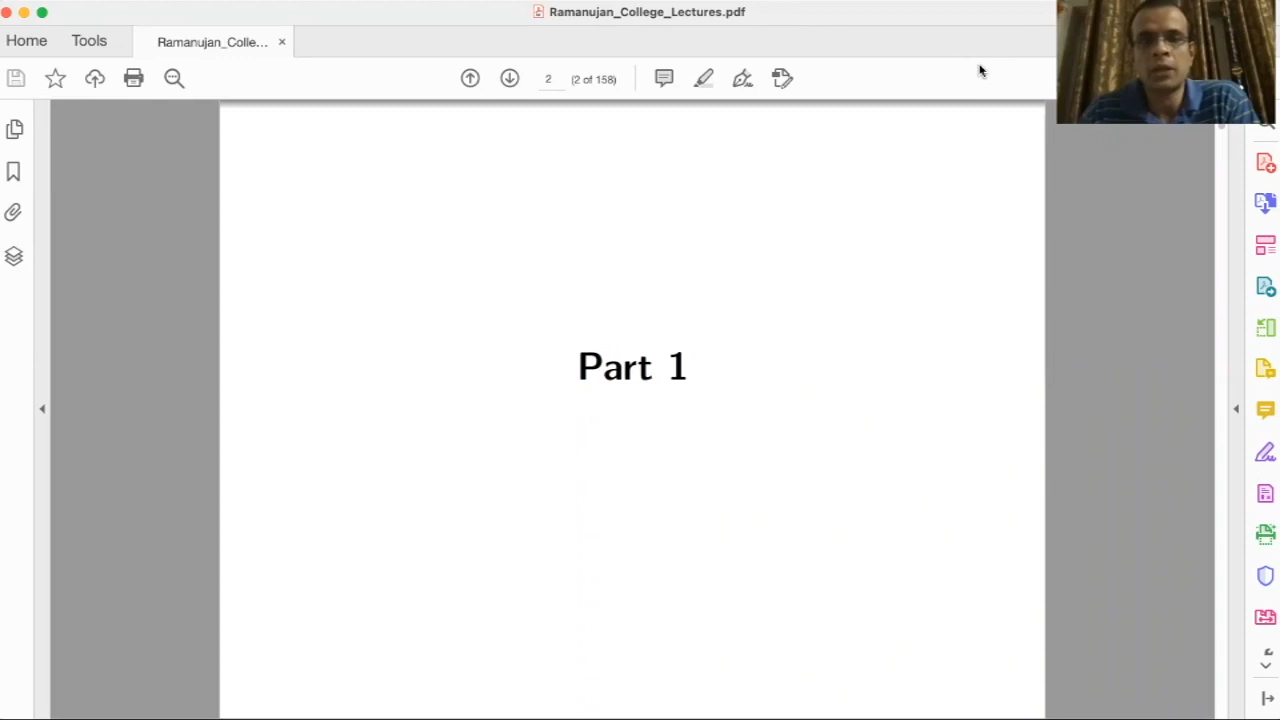 Ramanujan_College_Lectures.pdf
Home Tools Ramanujan_Colle... ×
2 (2 of 158)
Part 1